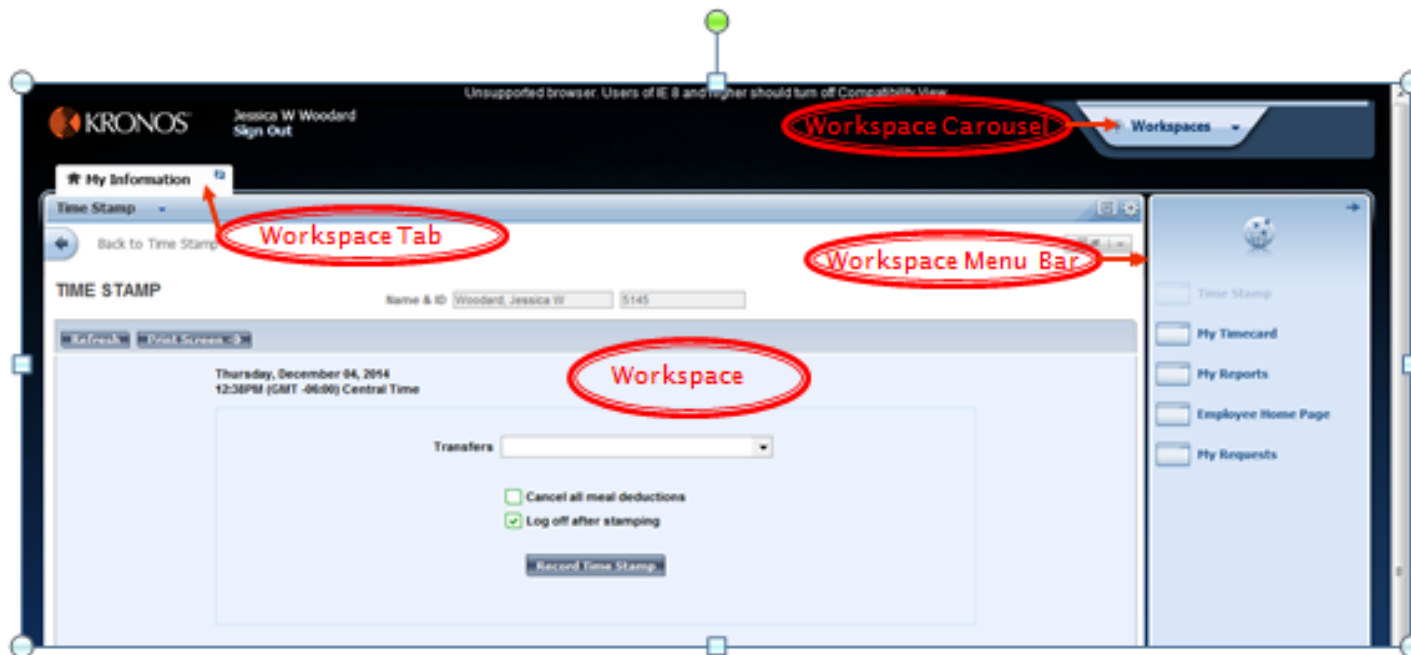 Unsupported browser. Users of IE 8 and higher should turn off Compatibility View
KRONOS
Jessica W Woodard
Sign Out
Workspace Carousel
Workspaces
My Information
Time Stamp
Workspace Tab
Back to Time Stamp
Workspace Menu Bar
TIME STAMP
Name & ID
Woodard, Jessica W
5145
Time Stamp
Refresh
Print Screen
My Timecard
Thursday, December 04, 2014
12:38PM (GMT -06:00) Central Time
Workspace
My Reports
Employee Home Page
Transfers
My Requests
Cancel all meal deductions
Log off after stamping
Record Time Stamp